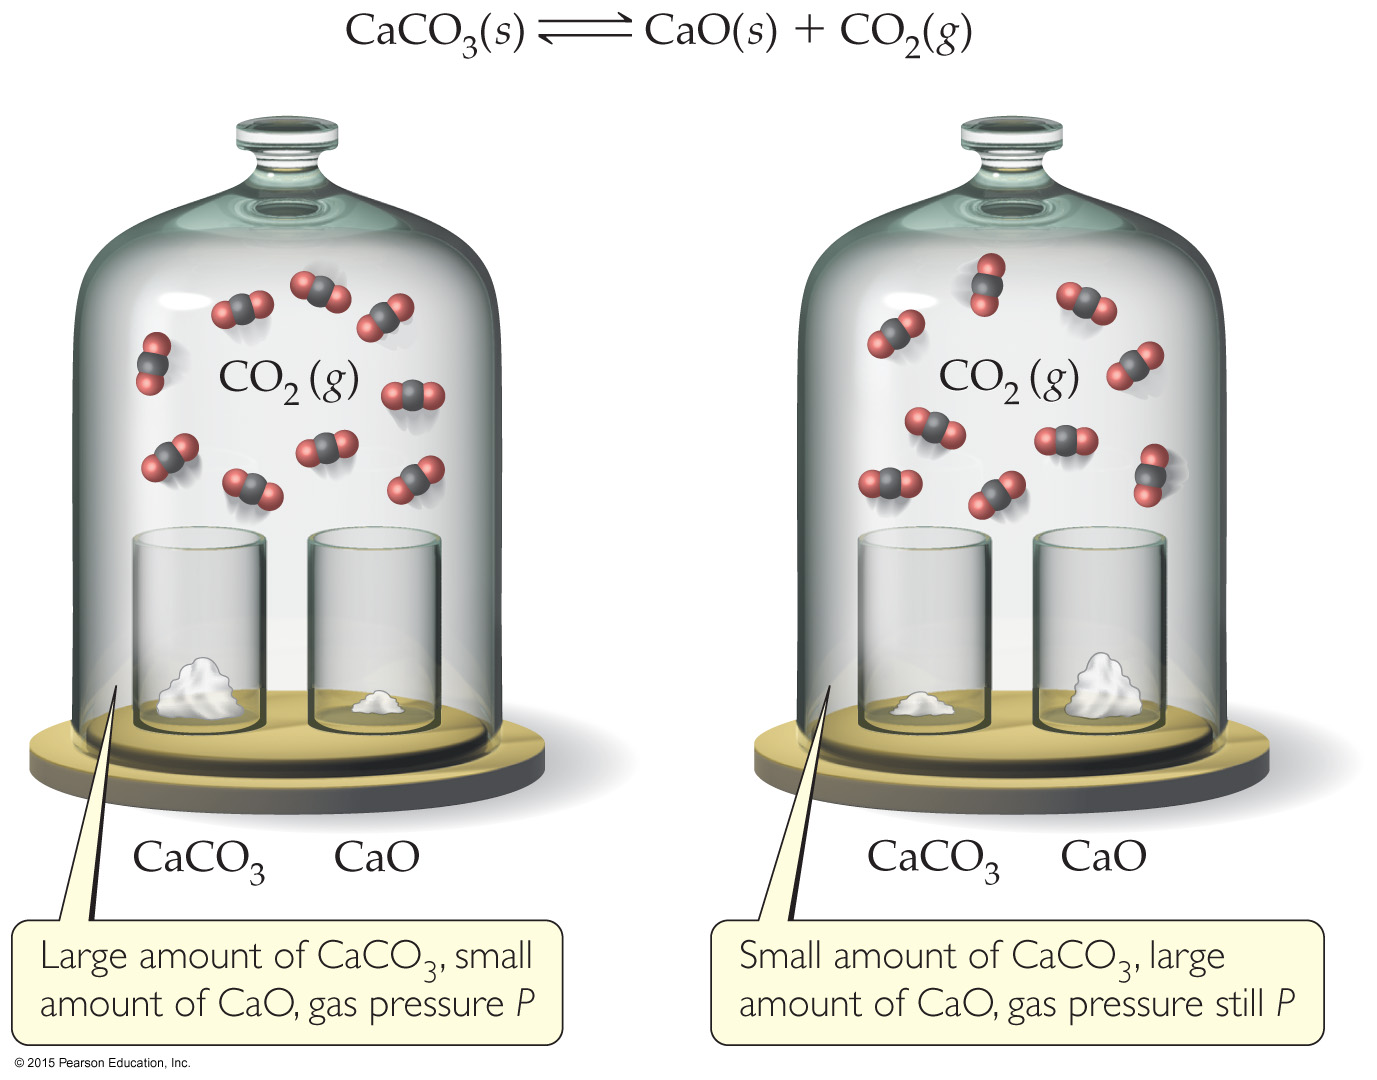 CaCO₃(s) ⇌ CaO(s) + CO₂(g)
CO₂ (g)
CO₂ (g)
CaCO₃ CaO
CaCO₃ CaO
Large amount of CaCO₃, small
amount of CaO, gas pressure P
Small amount of CaCO₃, large
amount of CaO, gas pressure still P
© 2015 Pearson Education, Inc.